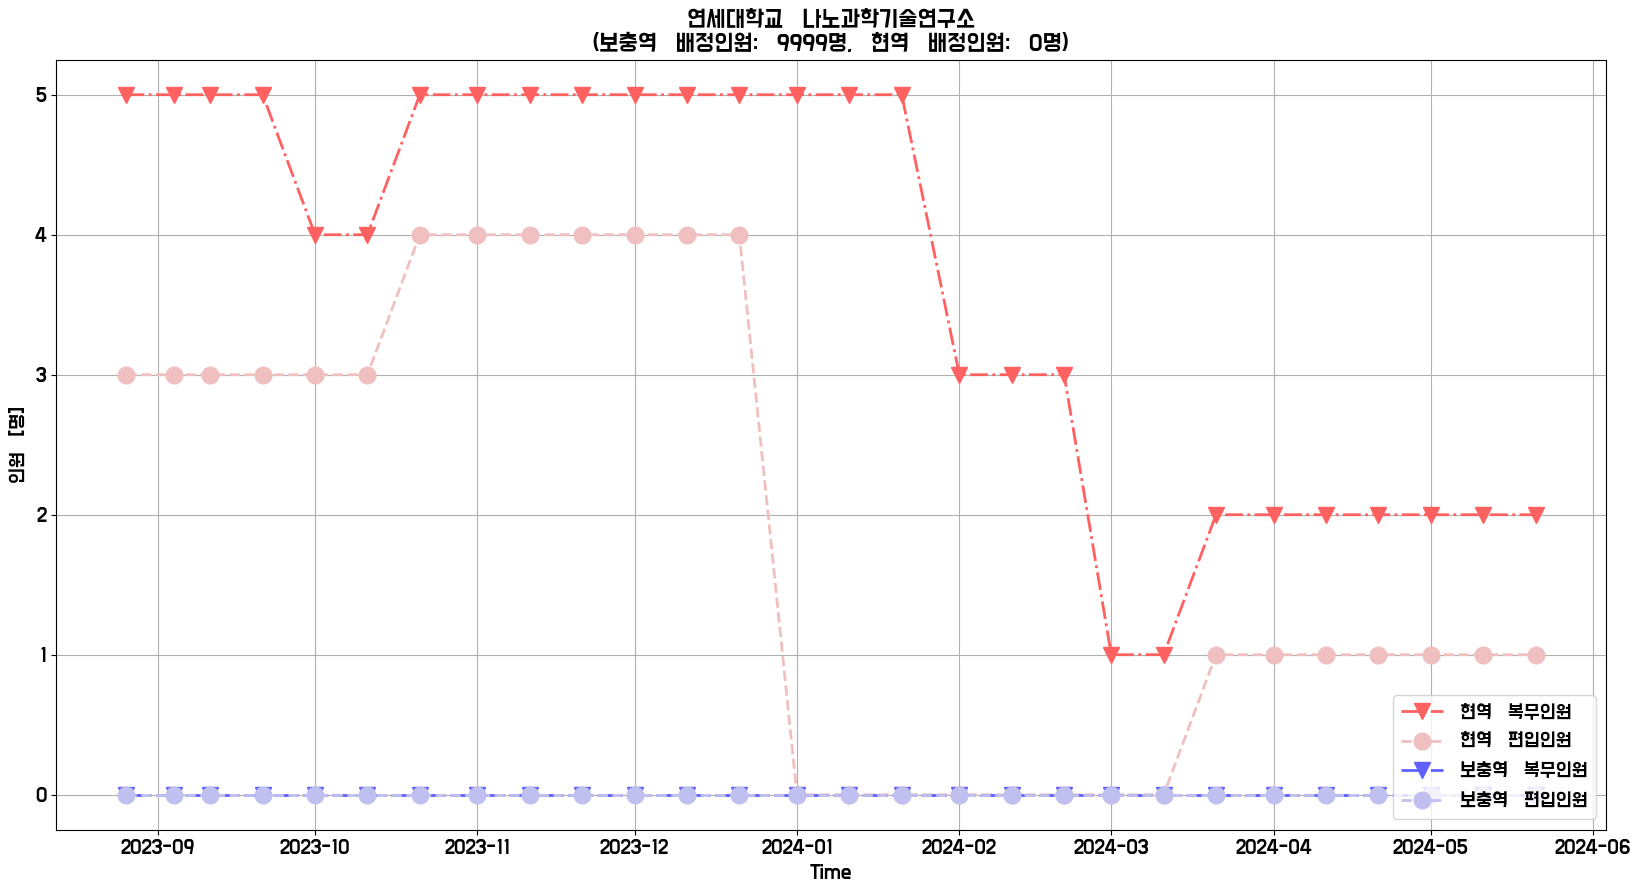 연세대학교 나노과학기술연구소
(보충역 배정인원: 9999명, 현역 배정인원: 0명)
5
4
3
2
1
0
인원 [명]
2023-09 2023-10 2023-11 2023-12 2024-01 2024-02 2024-03 2024-04 2024-05 2024-06
Time
현역 복무인원
현역 편입인원
보충역 복무인원
보충역 편입인원